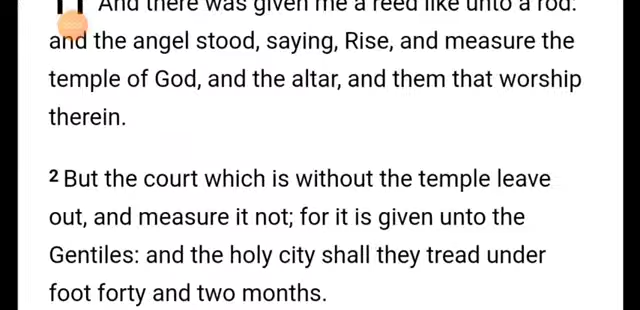 11 And there was given me a reed like unto a rod:
and the angel stood, saying, Rise, and measure the
temple of God, and the altar, and them that worship
therein.
2 But the court which is without the temple leave
out, and measure it not; for it is given unto the
Gentiles: and the holy city shall they tread under
foot forty and two months.